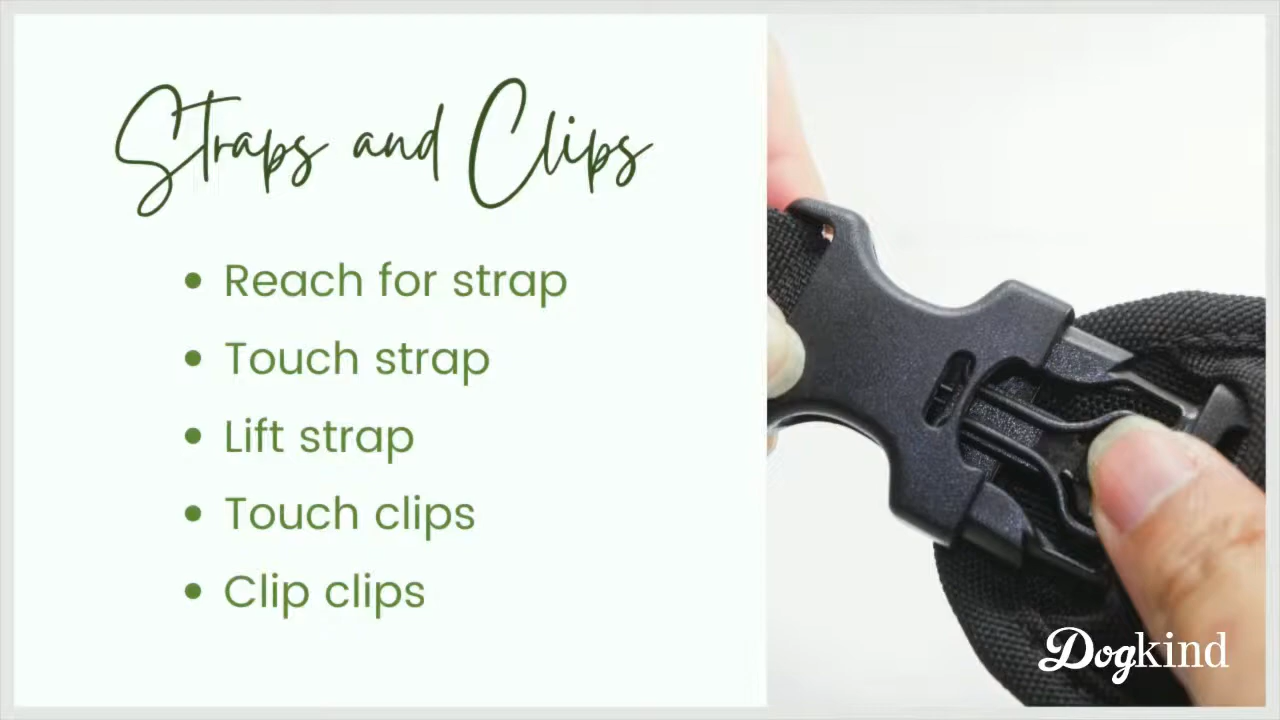 Straps and Clips
• Reach for strap
• Touch strap
• Lift strap
• Touch clips
• Clip clips
Dogkind